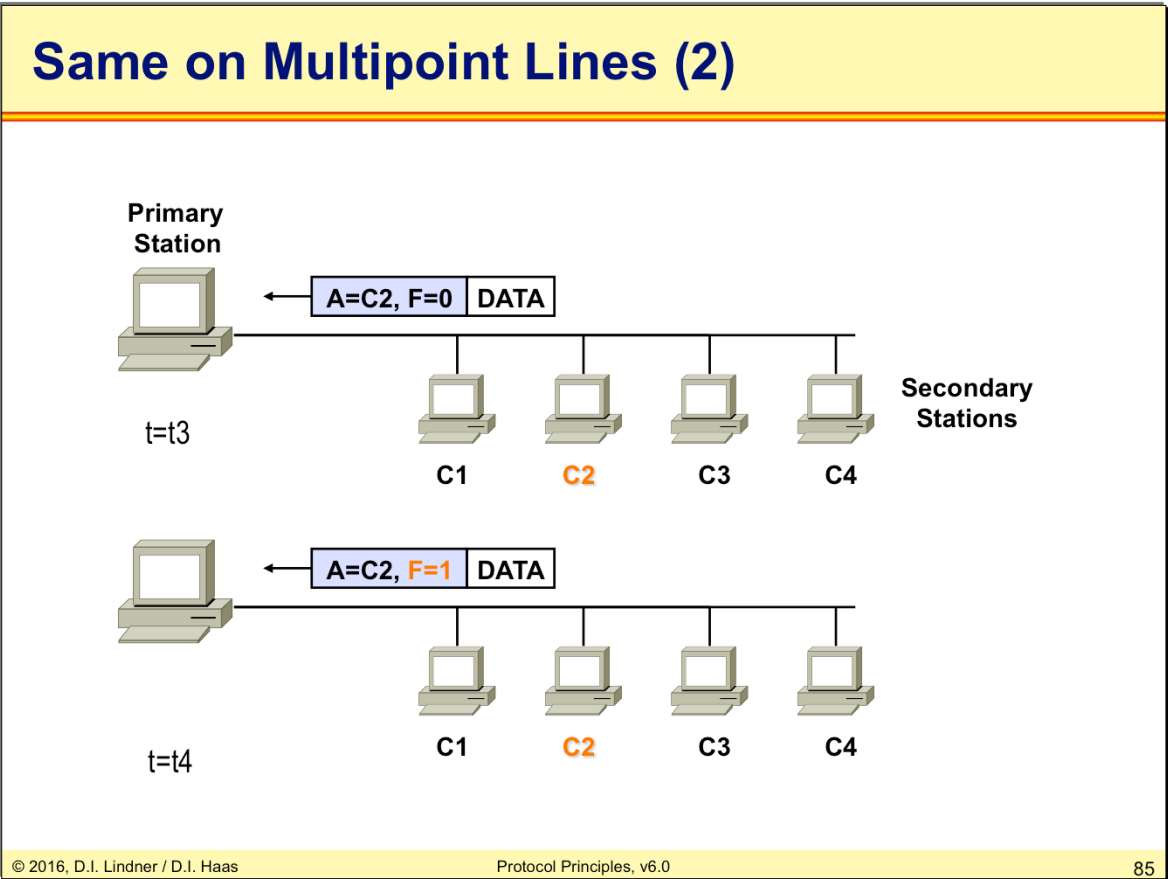 Same on Multipoint Lines (2)
Primary
Station
A=C2, F=0 DATA
Secondary
Stations
t=t3
C1 C2 C3 C4
A=C2, F=1 DATA
C1 C2 C3 C4
t=t4
© 2016, D.I. Lindner / D.I. Haas Protocol Principles, v6.0 85